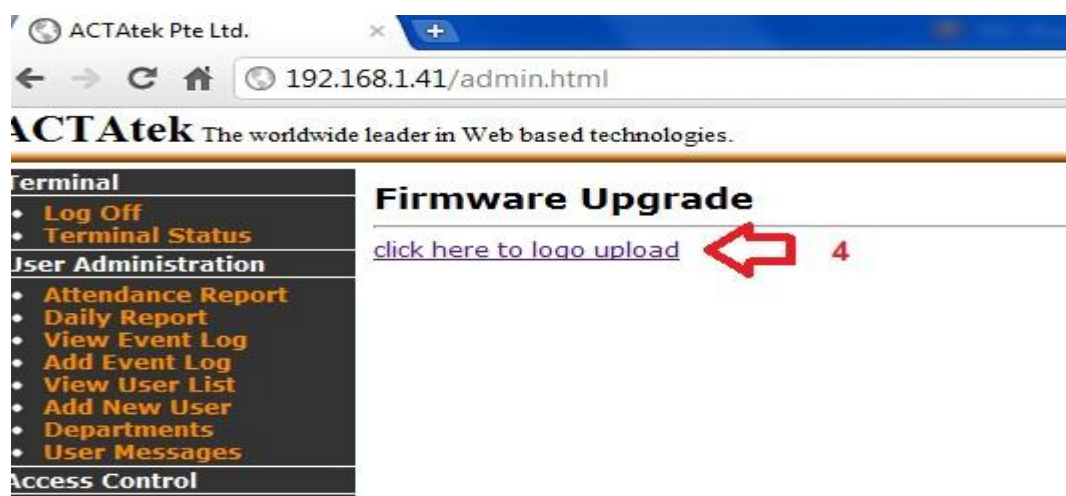 ACTAtek Pte Ltd.
192.168.1.41/admin.html
ACTAtek The worldwide leader in Web based technologies.
Terminal
Log Off
Terminal Status
User Administration
Attendance Report
Daily Report
View Event Log
Add Event Log
View User List
Add New User
Departments
User Messages
Access Control
Firmware Upgrade
click here to logo upload
4